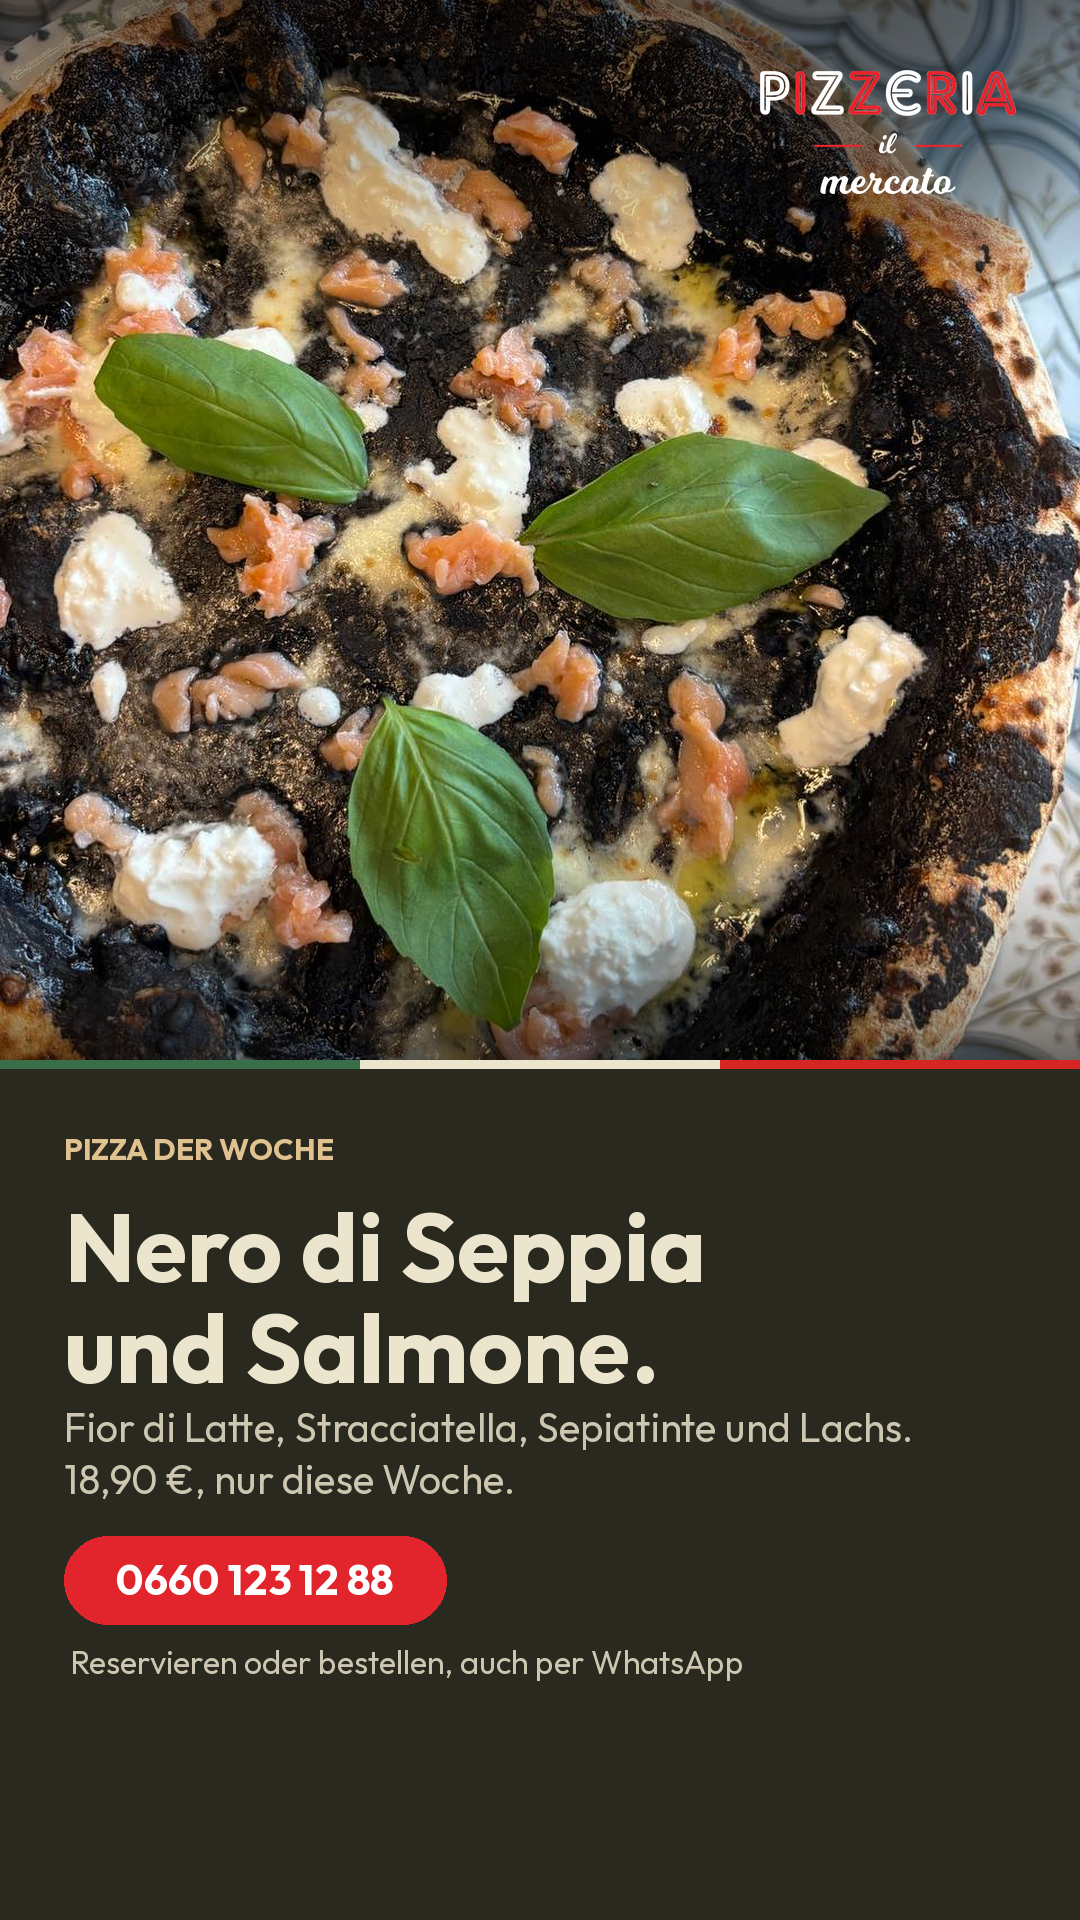 PIZZERIA
il
mercato
PIZZA DER WOCHE
Nero di Seppia
und Salmone.
Fior di Latte, Stracciatella, Sepiatinte und Lachs.
18,90 €, nur diese Woche.
0660 123 12 88
Reservieren oder bestellen, auch per WhatsApp